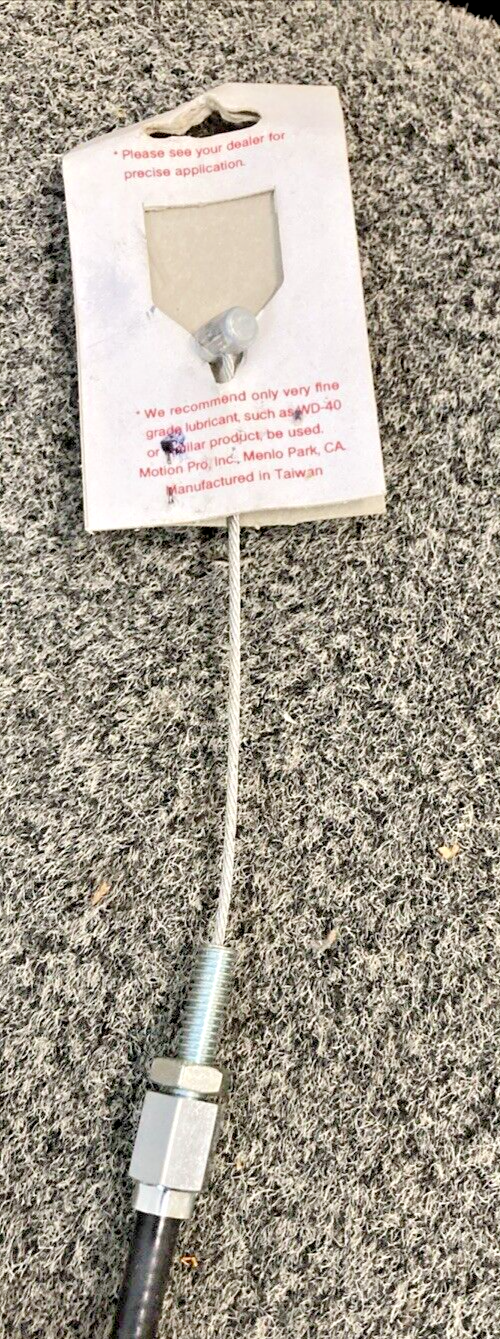 * Please see your dealer for
precise application.
* We recommend only very fine
grade lubricant, such as WD-40
or product, be used.
Motion Pro, Inc., Menlo Park, CA.
Manufactured in Taiwan